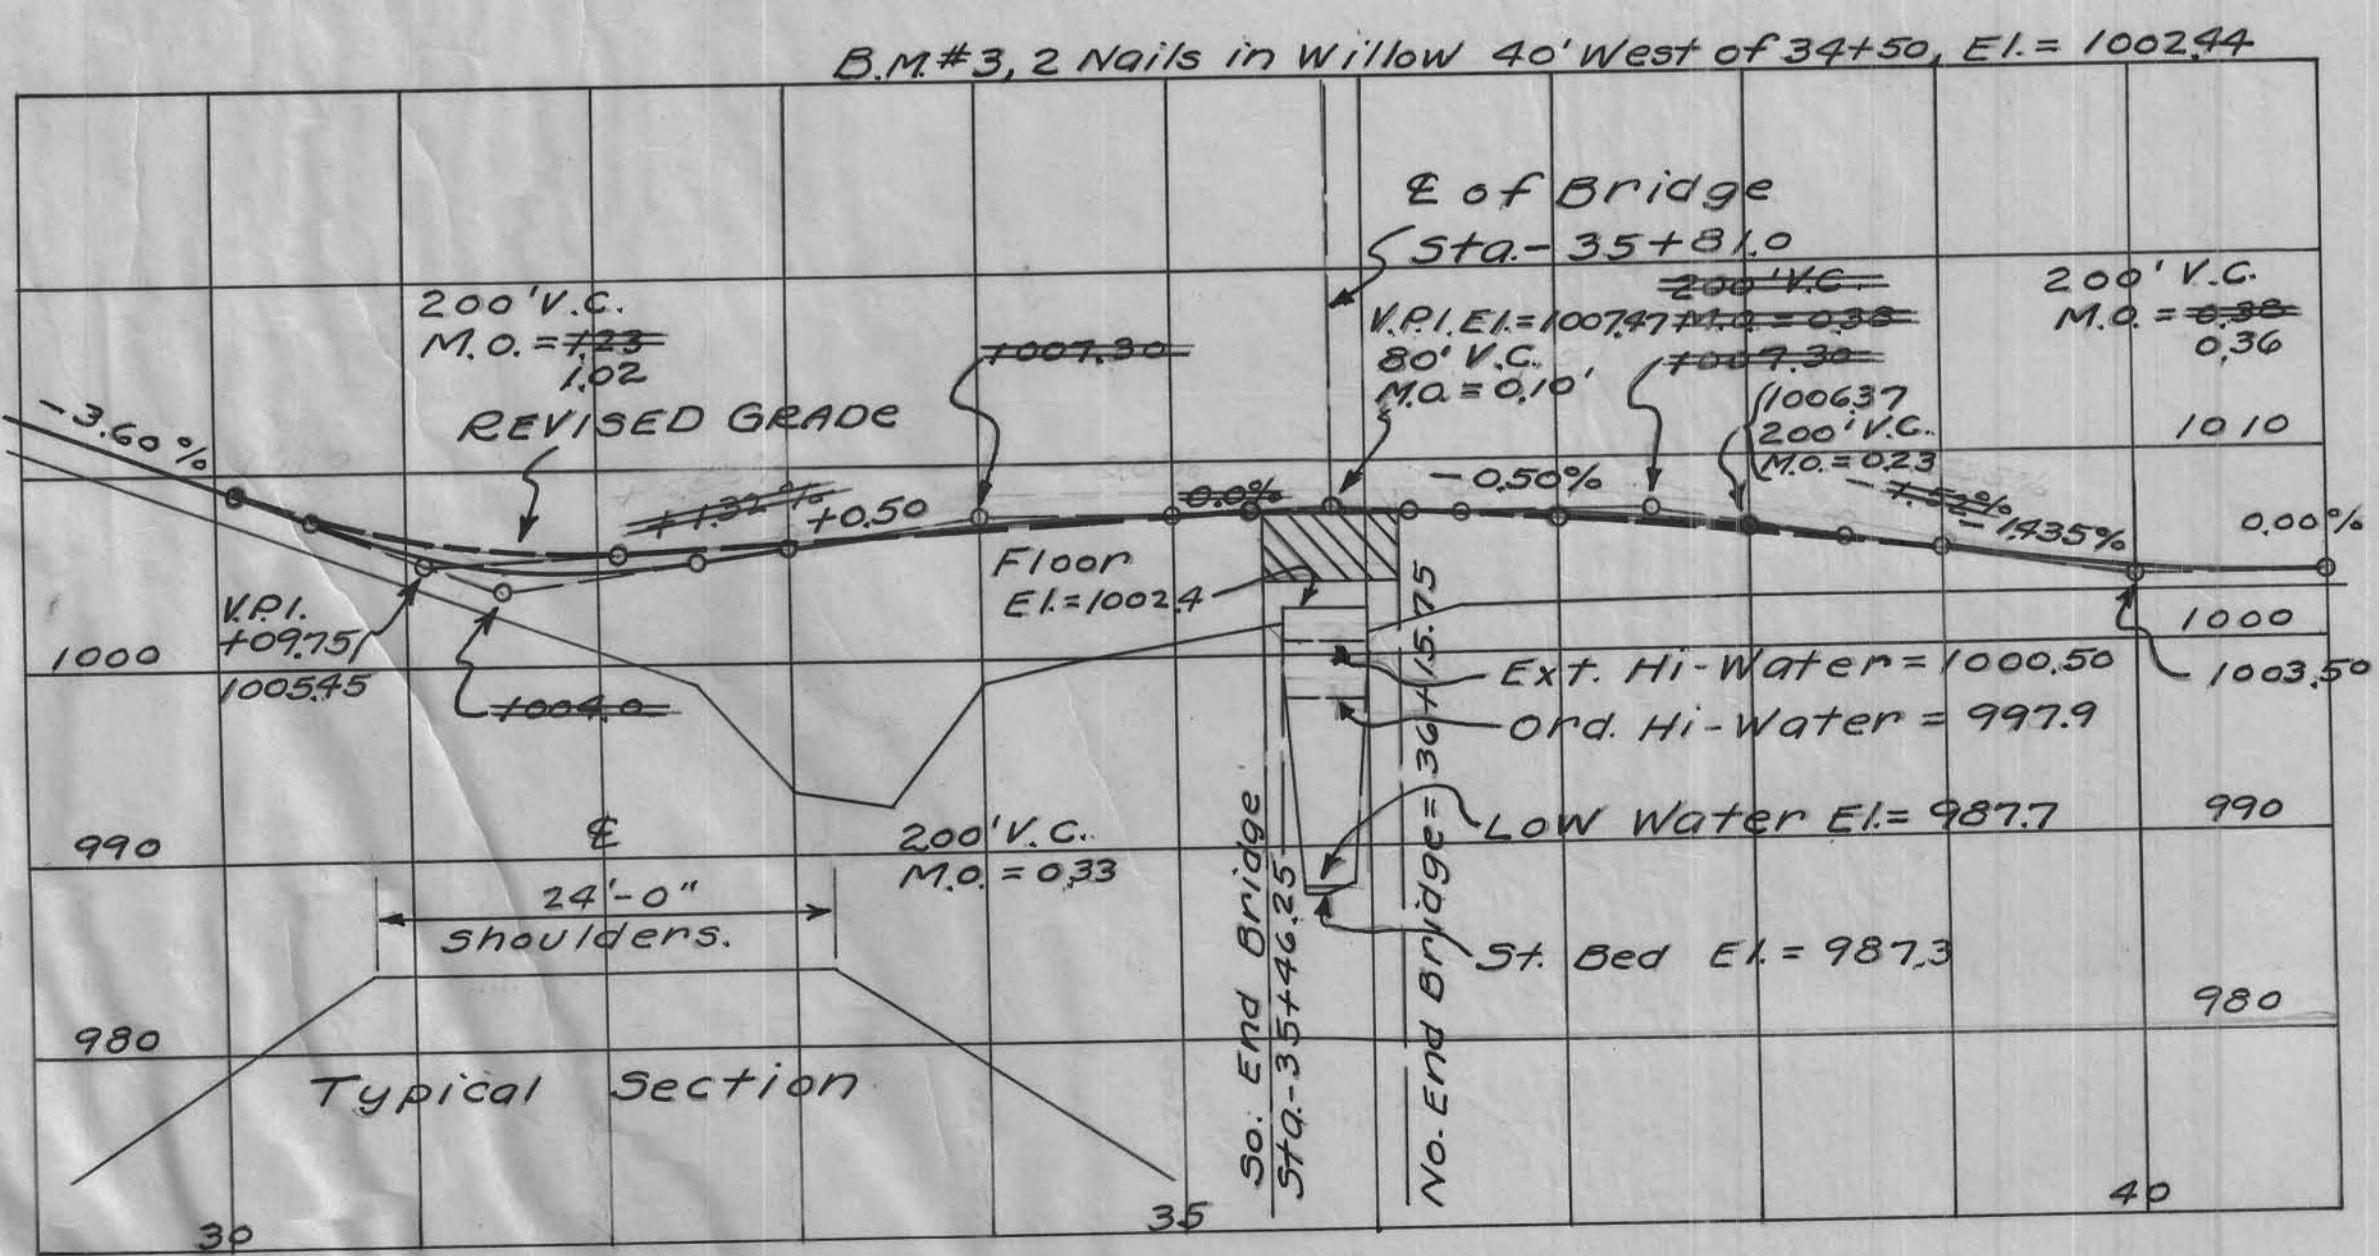 B.M.#3, 2 Nails in Willow 40' West of 34+50, El. = 1002.44
℄ of Bridge
Sta.- 35+81.0
200' V.C.
M.O. = 1.23
1.02
REVISED GRADE
-3.60%
1007.30
V.P.I. El.=1007.47
80' V.C.
M.O. = 0.10'
200' V.C.
M.O. = 0.38
1007.30
1006.37
200' V.C.
M.O. = 0.23
200' V.C.
M.O. = 0.38
0.36
1010
+1.32%
+0.50
0.0%
-0.50%
-1.52%
-1.435%
0.00%
V.P.I.
+09.75
1005.45
1004.0
Floor
El.=1002.4
1000
1000
1003.50
Ext. Hi-Water = 1000.50
Ord. Hi-Water = 997.9
Low Water El.= 987.7
St. Bed El. = 987.3
990
990
980
980
200' V.C.
M.O. = 0.33
℄
24'-0"
shoulders.
Typical Section
So. End Bridge
Sta.-35+46.25
No. End Bridge = 36+15.75
30
35
40